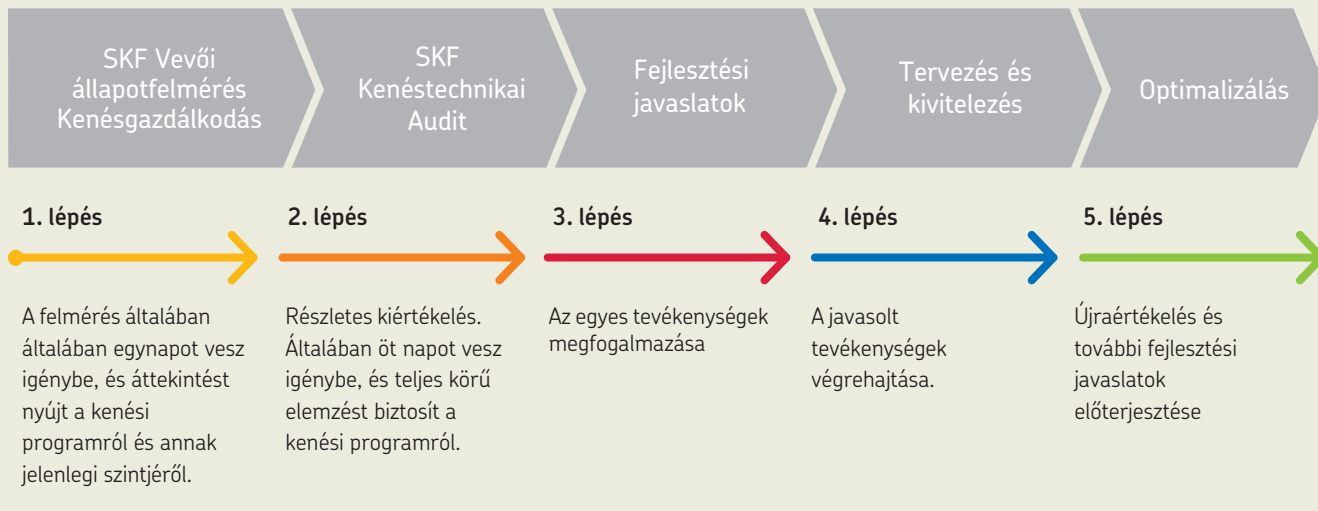 SKF Vevői
állapotfelmérés
Kenésgazdálkodás
SKF
Kenéstechnikai
Audit
Fejlesztési
javaslatok
Tervezés és
kivitelezés
Optimalizálás
1. lépés
2. lépés
3. lépés
4. lépés
5. lépés
A felmérés általában
általában egynapot vesz
igénybe, és áttekintést
nyújt a kenési
programról és annak
jelenlegi szintjéről.
Részletes kiértékelés.
Általában öt napot vesz
igénybe, és teljes körű
elemzést biztosít a
kenési programról.
Az egyes tevékenységek
megfogalmazása
A javasolt
tevékenységek
végrehajtása.
Újraértékelés és
további fejlesztési
javaslatok
előterjesztése